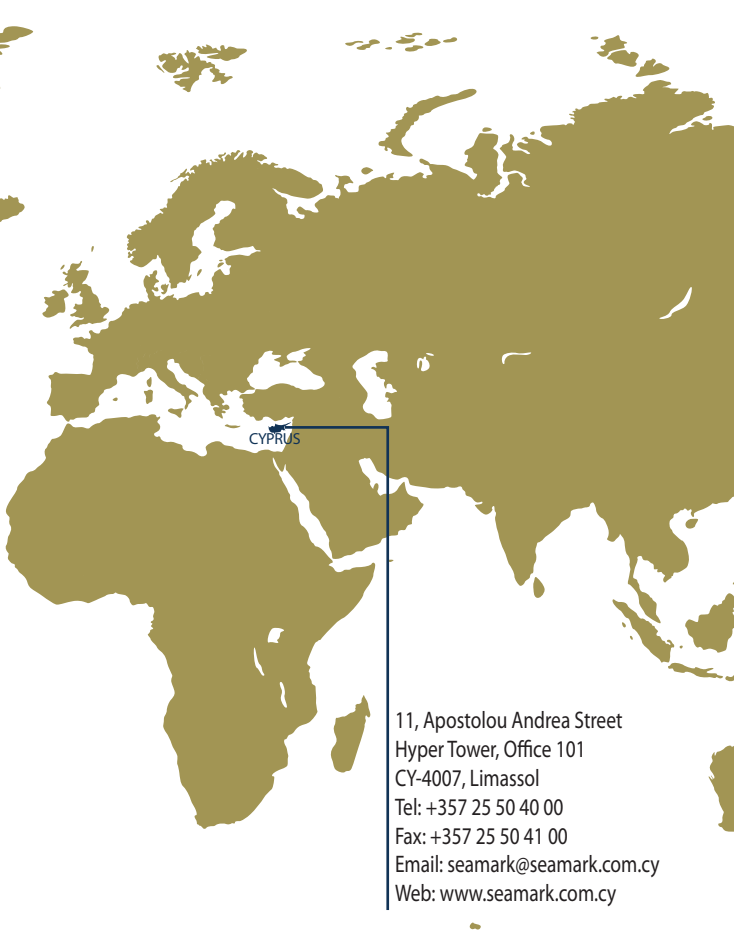 CYPRUS
11, Apostolou Andrea Street
Hyper Tower, Office 101
CY-4007, Limassol
Tel: +357 25 50 40 00
Fax: +357 25 50 41 00
Email: seamark@seamark.com.cy
Web: www.seamark.com.cy